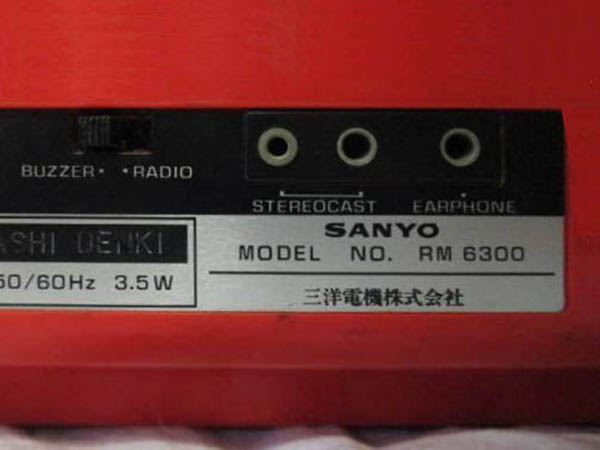 BUZZER • • RADIO
STEREOCAST EARPHONE
ASHI DENKI
50/60Hz 3.5W
SANYO
MODEL NO. RM 6300
三洋電機株式会社